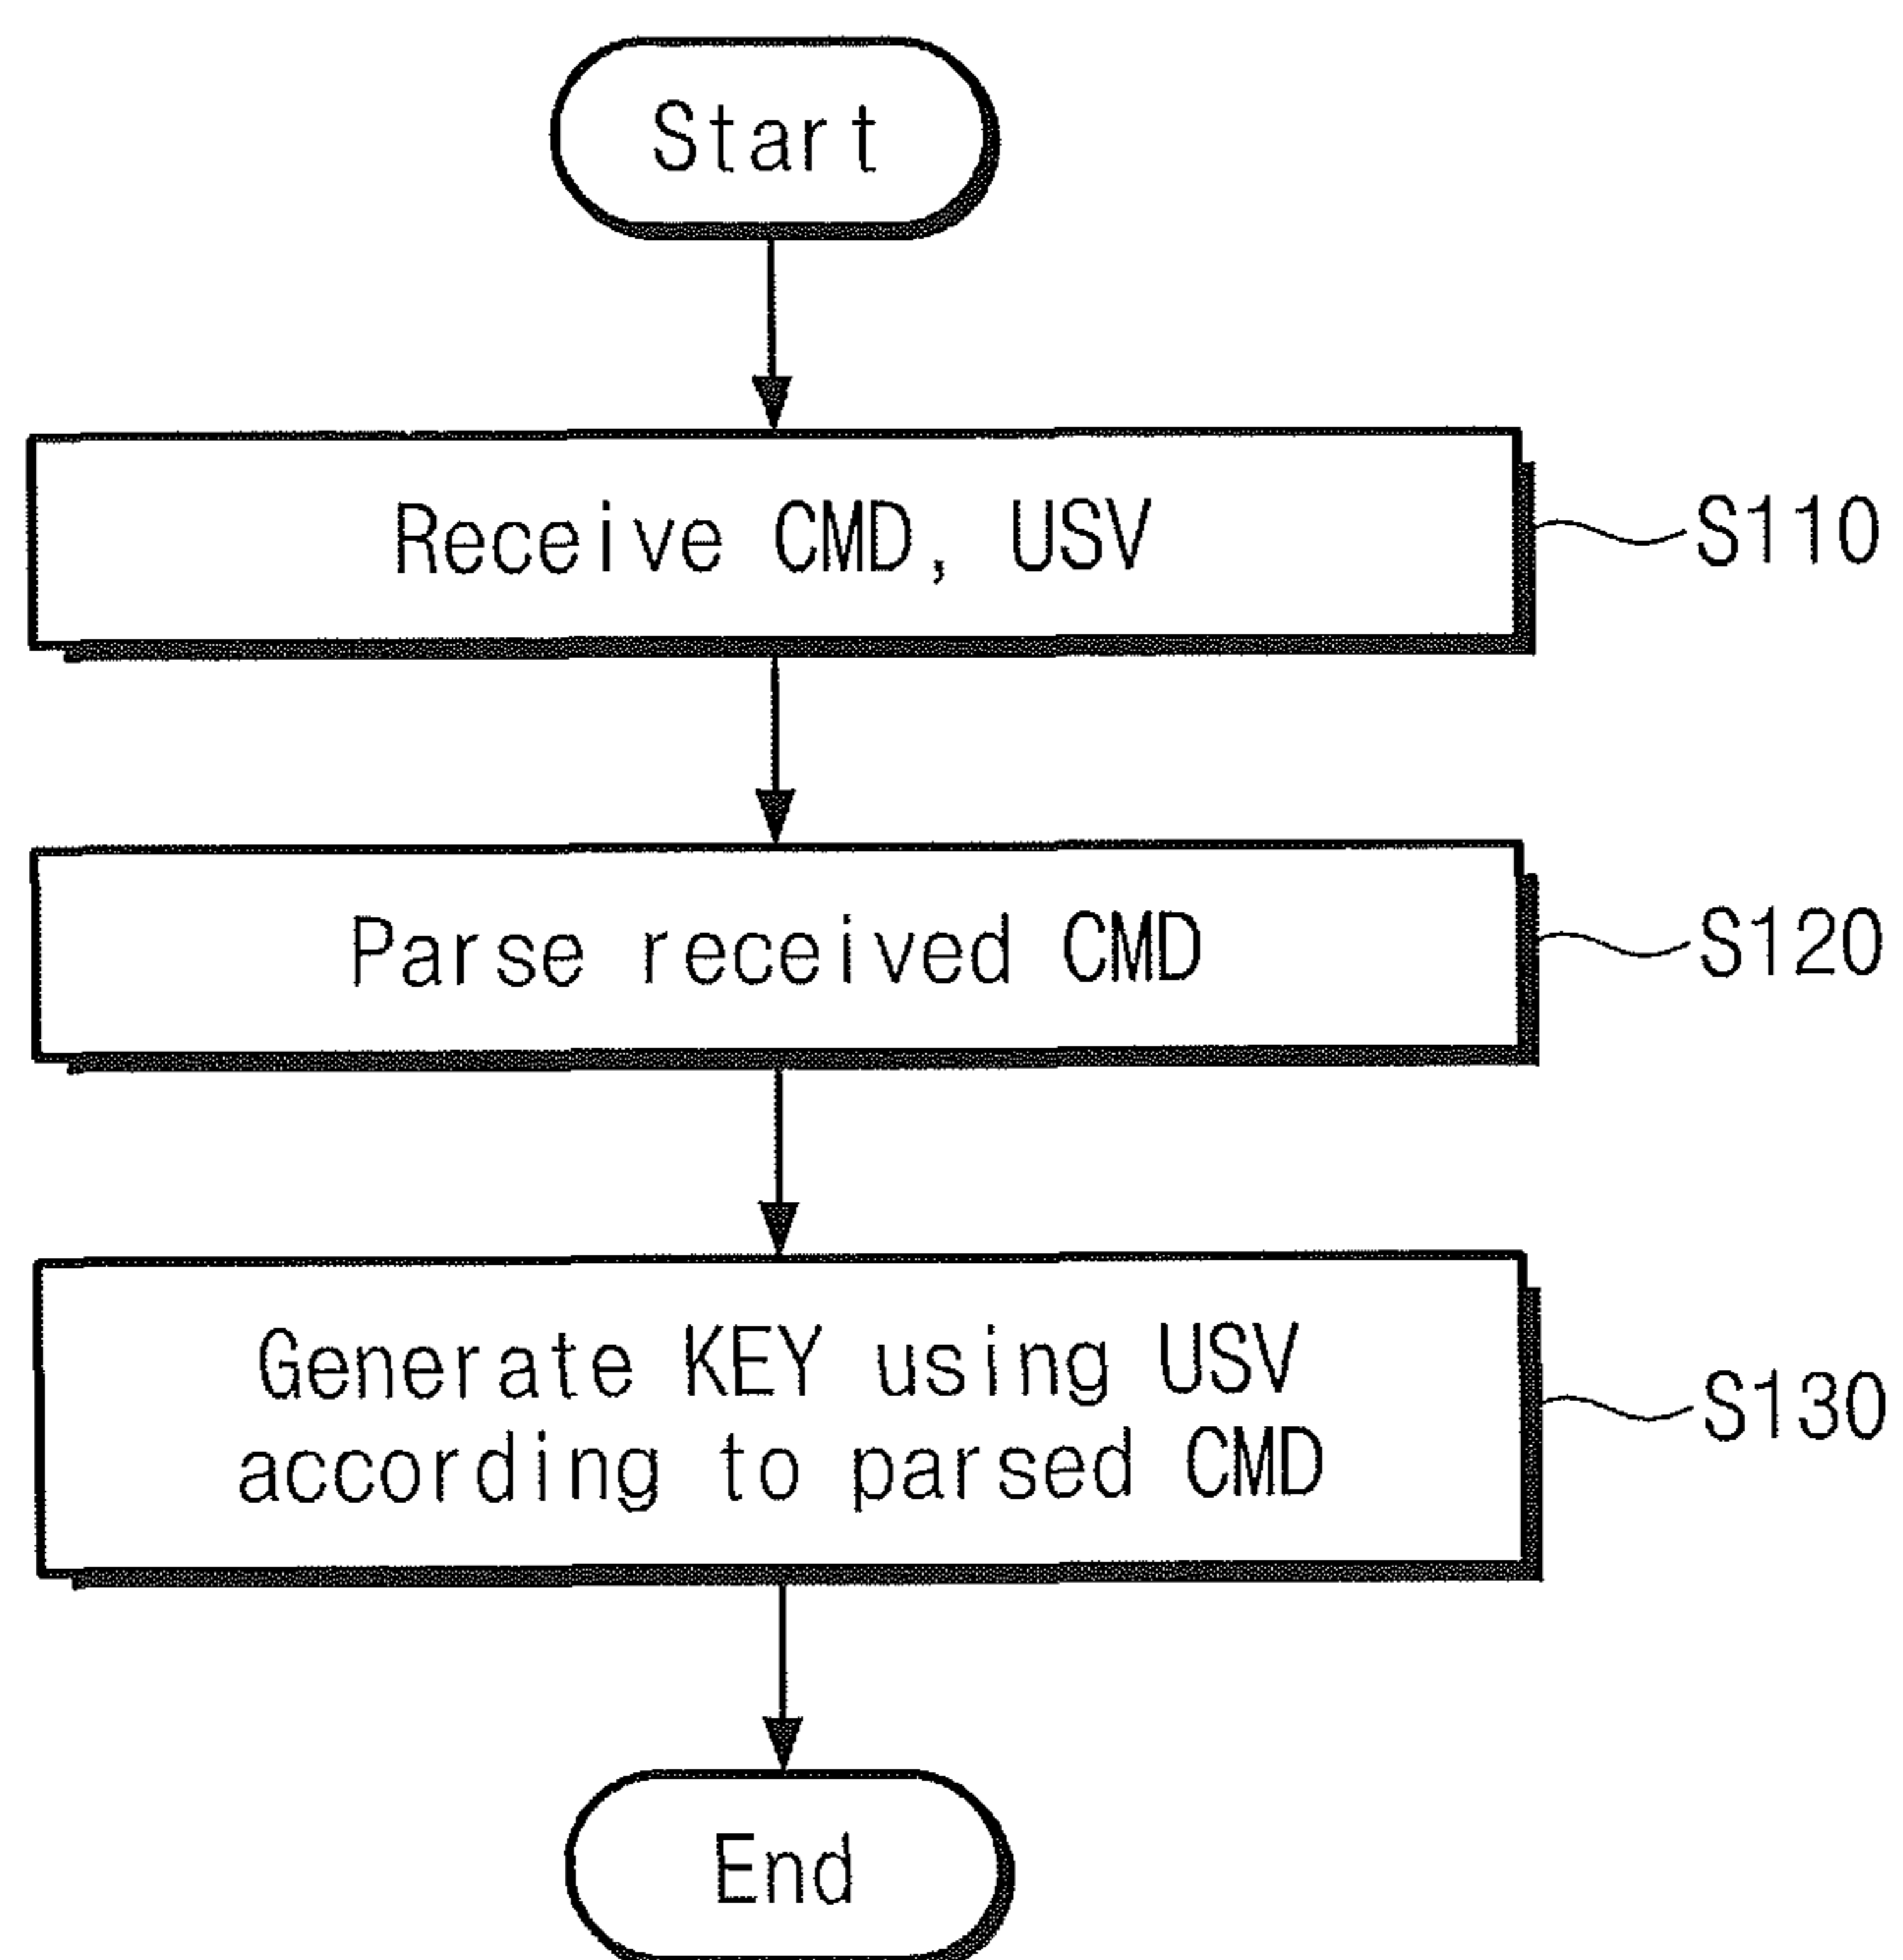 Start
Receive CMD, USV
S110
Parse received CMD
S120
Generate KEY using USV
according to parsed CMD
S130
End